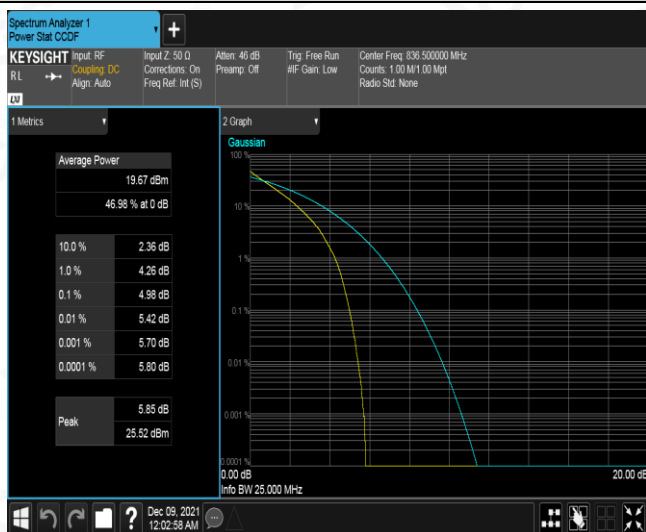 Spectrum Analyzer 1
Power Stat CCDF
+
KEYSIGHT
RL
LXI
Input: RF
Coupling: DC
Align: Auto
Input Z: 50 Ω
Corrections: On
Freq Ref: Int (S)
Atten: 46 dB
Preamp: Off
Trig: Free Run
#IF Gain: Low
Center Freq: 836.500000 MHz
Counts: 1.00 M/1.00 Mpt
Radio Std: None
1 Metrics
Average Power
19.67 dBm
46.98 % at 0 dB
10.0 % 2.36 dB
1.0 % 4.26 dB
0.1 % 4.98 dB
0.01 % 5.42 dB
0.001 % 5.70 dB
0.0001 % 5.80 dB
Peak 5.85 dB
25.52 dBm
2 Graph
Gaussian
100 %
10 %
1 %
0.1 %
0.01 %
0.001 %
0.0001 %
0.00 dB 20.00 dB
Info BW 25.000 MHz
?
Dec 09, 2021
12:02:58 AM